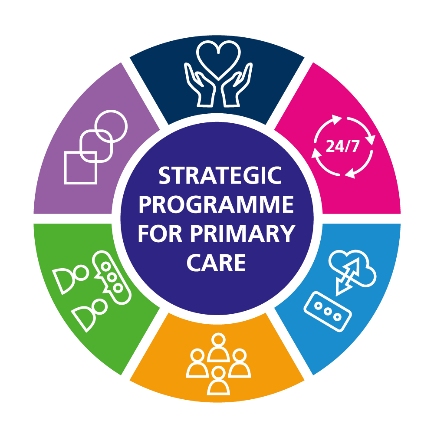 24/7
STRATEGIC
PROGRAMME
FOR PRIMARY
CARE